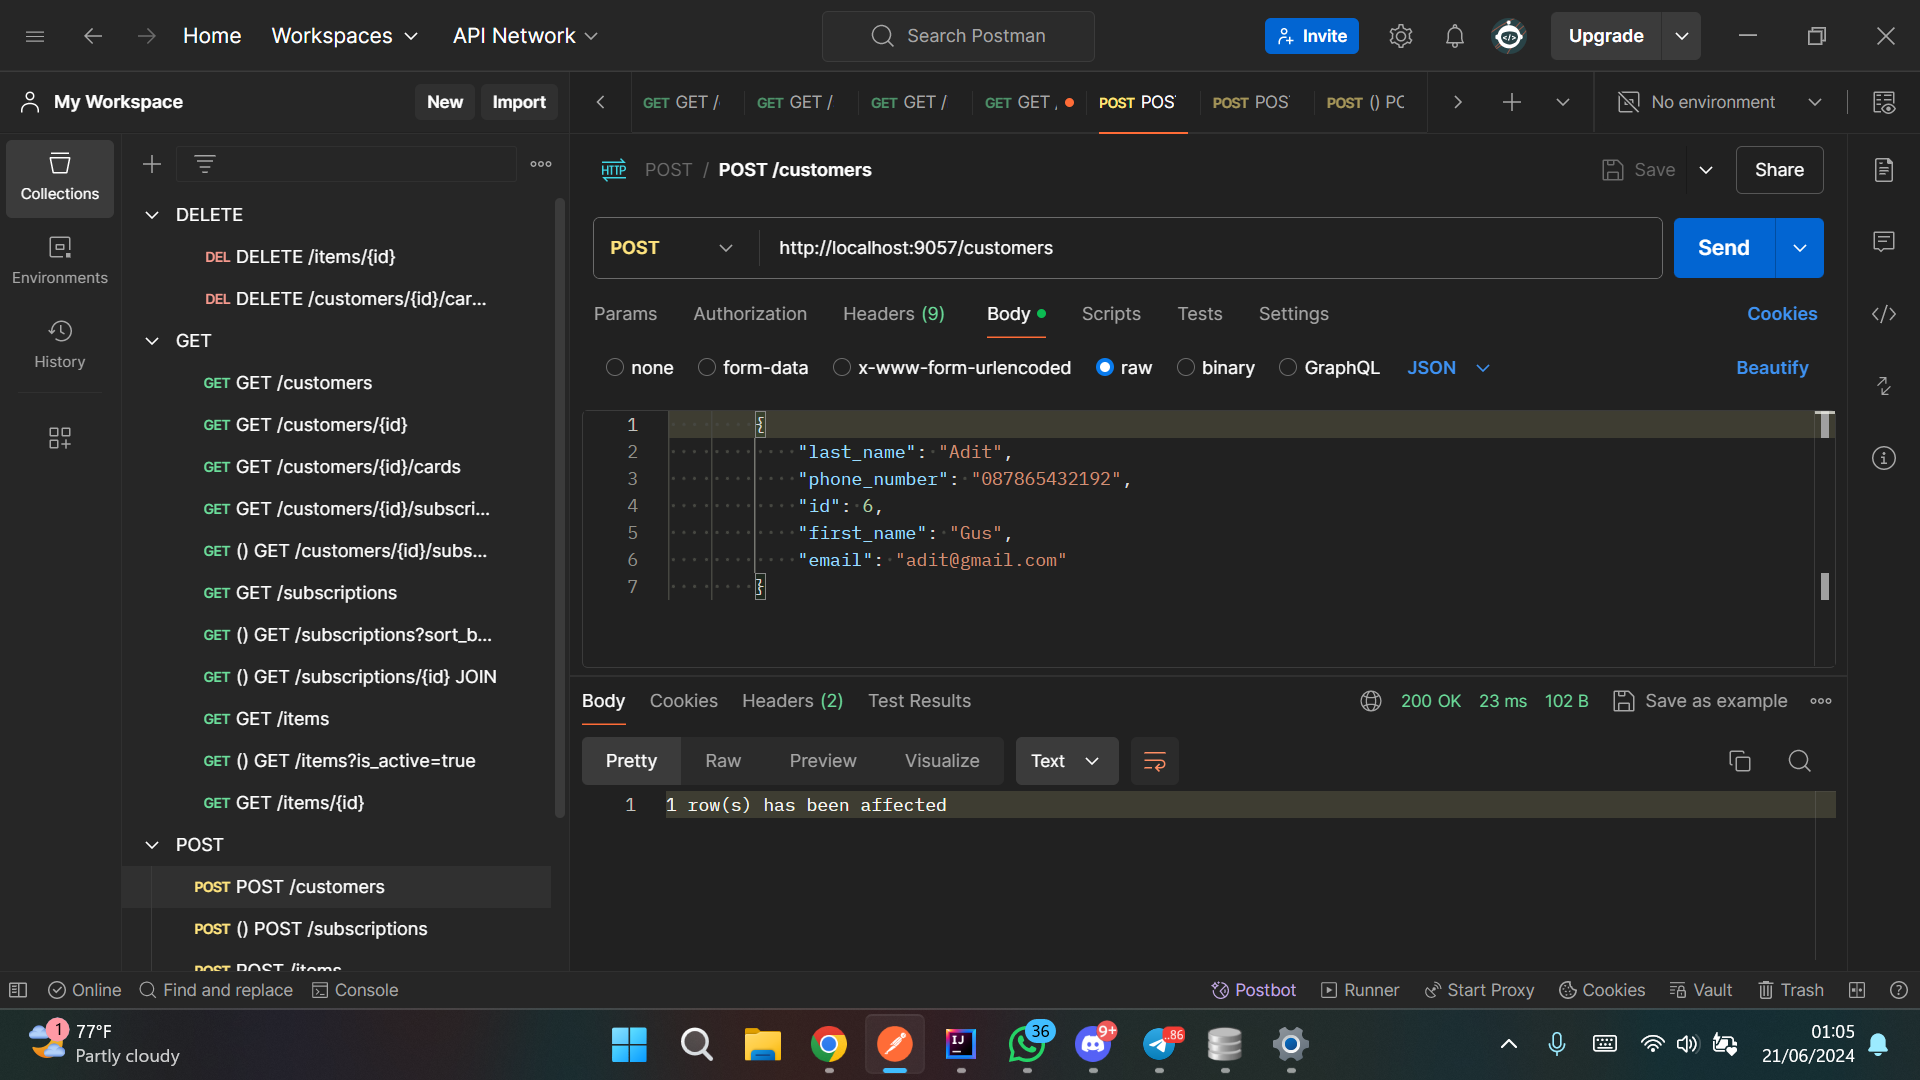 Home
Workspaces
API Network
Search Postman
Invite
Upgrade
My Workspace
New
Import
GET GET /
GET GET /
GET GET /
GET GET
POST POS
POST POS
POST () PC
No environment
Collections
Environments
History
DELETE
DEL DELETE /items/{id}
DEL DELETE /customers/{id}/car...
GET
GET GET /customers
GET GET /customers/{id}
GET GET /customers/{id}/cards
GET GET /customers/{id}/subscri...
GET () GET /customers/{id}/subs...
GET GET /subscriptions
GET () GET /subscriptions?sort_b...
GET () GET /subscriptions/{id} JOIN
GET GET /items
GET () GET /items?is_active=true
GET GET /items/{id}
POST
POST POST /customers
POST () POST /subscriptions
POST POST /items
HTTP POST / POST /customers
Save
Share
POST
http://localhost:9057/customers
Send
Params
Authorization
Headers (9)
Body
Scripts
Tests
Settings
Cookies
none
form-data
x-www-form-urlencoded
raw
binary
GraphQL
JSON
Beautify
1 {
2 "last_name": "Adit",
3 "phone_number": "087865432192",
4 "id": 6,
5 "first_name": "Gus",
6 "email": "adit@gmail.com"
7 }
Body
Cookies
Headers (2)
Test Results
200 OK
23 ms
102 B
Save as example
Pretty
Raw
Preview
Visualize
Text
1 1 row(s) has been affected
Online
Find and replace
Console
Postbot
Runner
Start Proxy
Cookies
Vault
Trash
1
77°F
Partly cloudy
IJ
36
9+
..86
01:05
21/06/2024